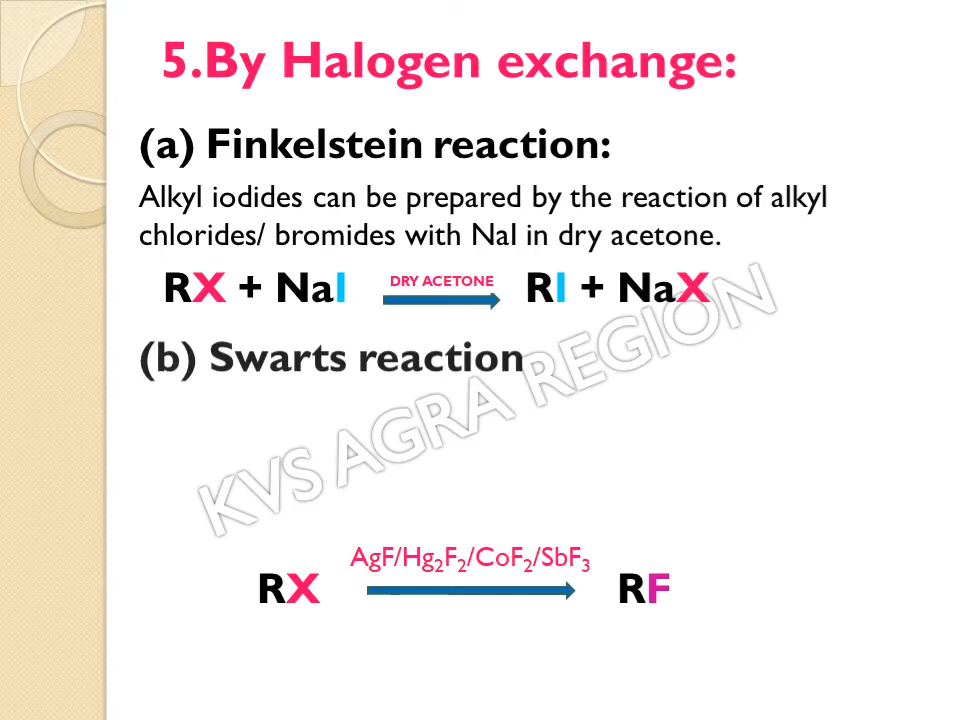 5.By Halogen exchange:
(a) Finkelstein reaction:
Alkyl iodides can be prepared by the reaction of alkyl
chlorides/ bromides with NaI in dry acetone.
RX + NaI DRY ACETONE RI + NaX
(b) Swarts reaction
KVS AGRA REGION
AgF/Hg₂F₂/CoF₂/SbF₃
RX RF